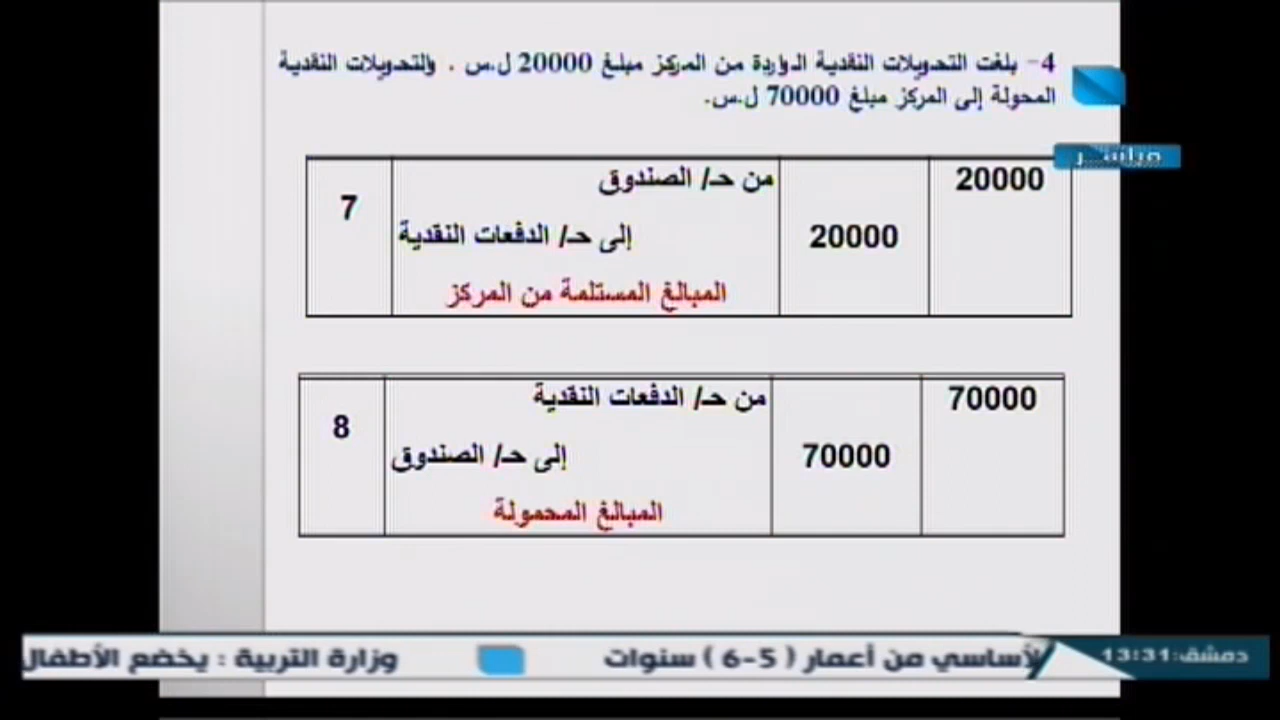 4- بلغت التحويلات النقدية الواردة من المركز مبلغ 20000 ل.س . والتحويلات النقدية
المحولة إلى المركز مبلغ 70000 ل.س.
مباشر
20000 من حـ/ الصندوق
7
20000 إلى حـ/ الدفعات النقدية
المبالغ المستلمة من المركز
70000 من حـ/ الدفعات النقدية
8
70000 إلى حـ/ الصندوق
المبالغ المحمولة
دمشق:13:31
لأساسي من أعمار ( 5-6 ) سنوات
وزارة التربية : يخضع الأطفال